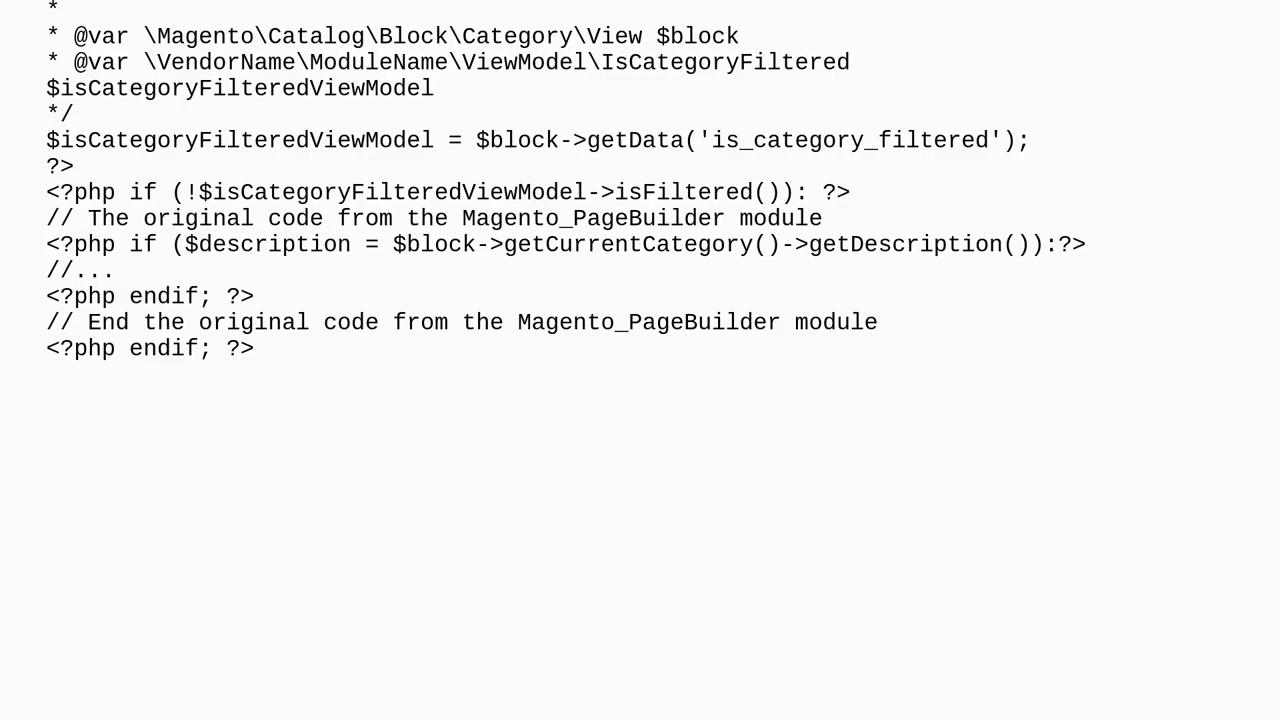 *
* @var \Magento\Catalog\Block\Category\View $block
* @var \VendorName\ModuleName\ViewModel\IsCategoryFiltered
$isCategoryFilteredViewModel
*/
$isCategoryFilteredViewModel = $block->getData('is_category_filtered');
?>
<?php if (!$isCategoryFilteredViewModel->isFiltered()): ?>
// The original code from the Magento_PageBuilder module
<?php if ($description = $block->getCurrentCategory()->getDescription()):?>
//...
<?php endif; ?>
// End the original code from the Magento_PageBuilder module
<?php endif; ?>